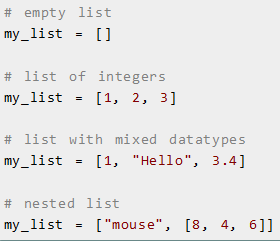 # empty list
my_list = []
# list of integers
my_list = [1, 2, 3]
# list with mixed datatypes
my_list = [1, "Hello", 3.4]
# nested list
my_list = ["mouse", [8, 4, 6]]